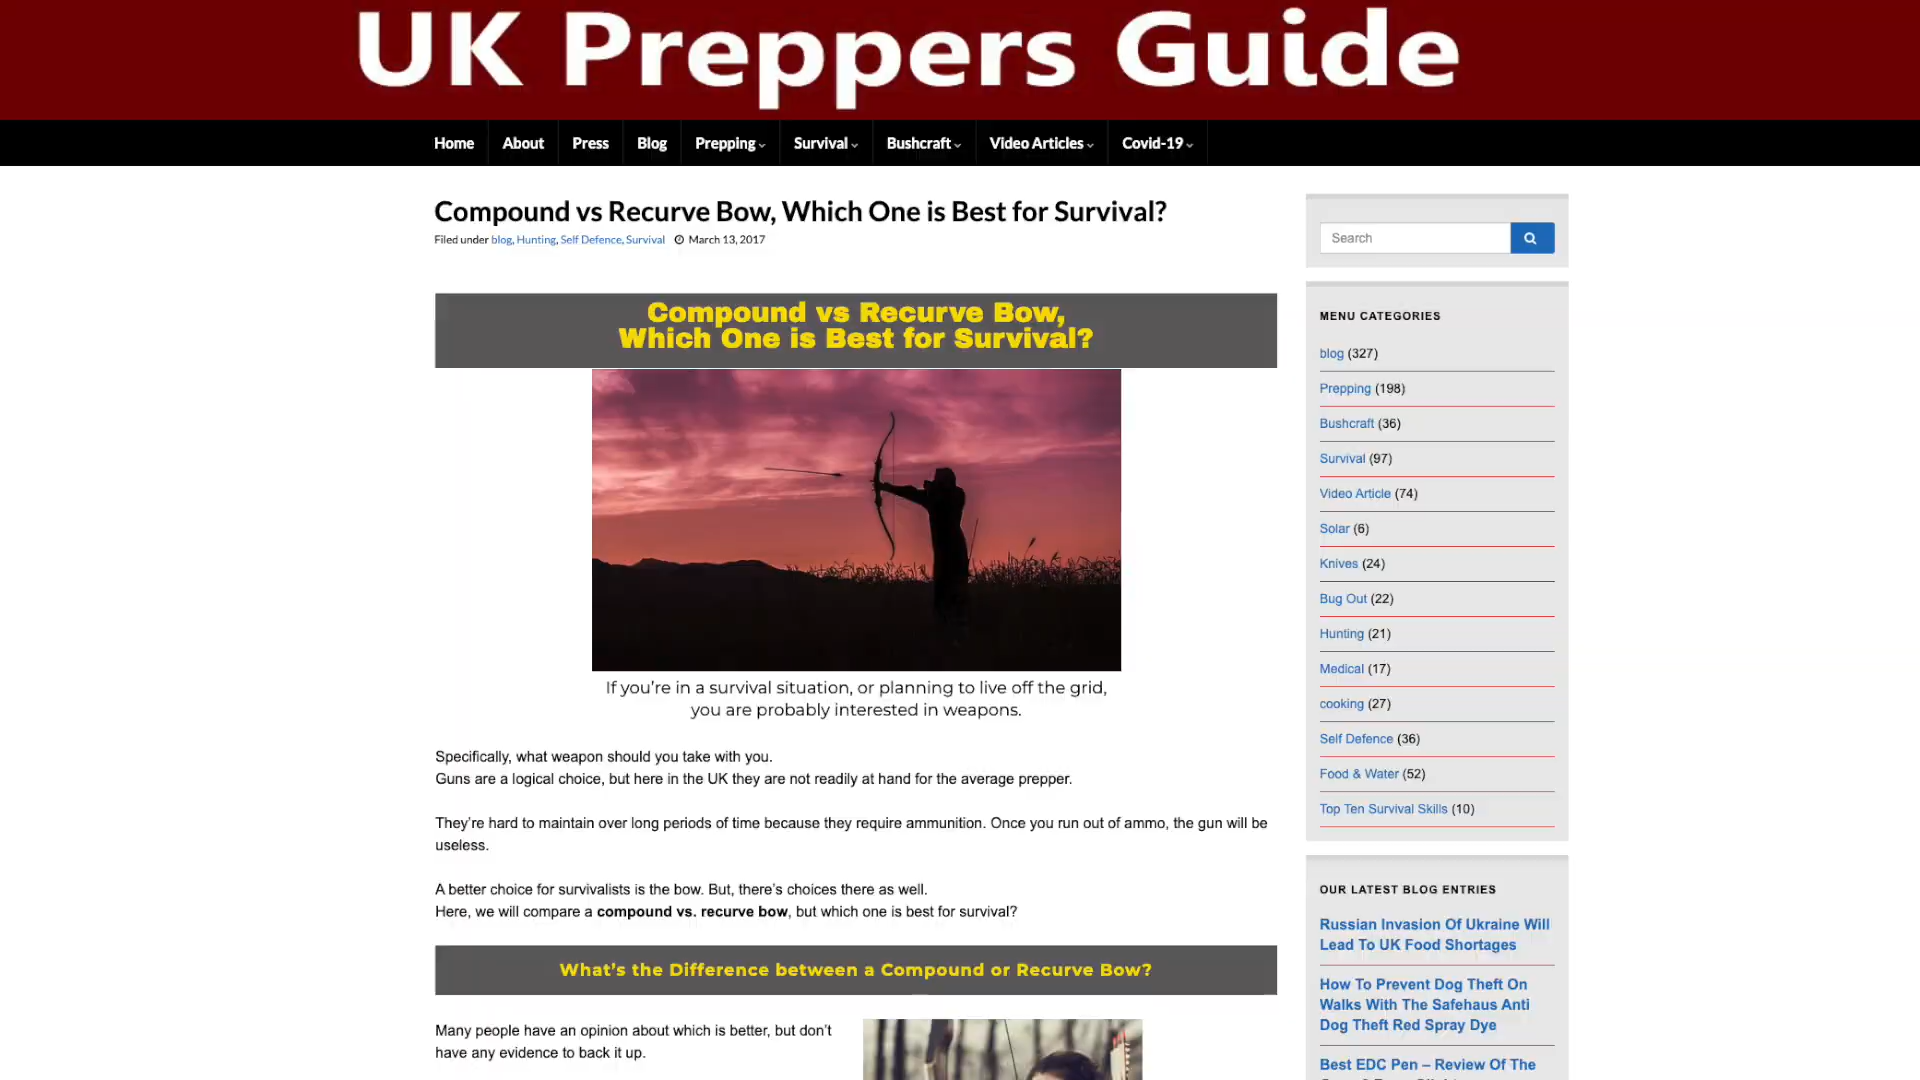 UK Preppers Guide
Home About Press Blog Prepping Survival Bushcraft Video Articles Covid-19
Compound vs Recurve Bow, Which One is Best for Survival?
Filed under blog, Hunting, Self Defence, Survival March 13, 2017
Compound vs Recurve Bow,
Which One is Best for Survival?
If you're in a survival situation, or planning to live off the grid,
you are probably interested in weapons.
Specifically, what weapon should you take with you.
Guns are a logical choice, but here in the UK they are not readily at hand for the average prepper.
They're hard to maintain over long periods of time because they require ammunition. Once you run out of ammo, the gun will be
useless.
A better choice for survivalists is the bow. But, there's choices there as well.
Here, we will compare a compound vs. recurve bow, but which one is best for survival?
What's the Difference between a Compound or Recurve Bow?
Many people have an opinion about which is better, but don't
have any evidence to back it up.
Search
MENU CATEGORIES
blog (327)
Prepping (198)
Bushcraft (36)
Survival (97)
Video Article (74)
Solar (6)
Knives (24)
Bug Out (22)
Hunting (21)
Medical (17)
cooking (27)
Self Defence (36)
Food & Water (52)
Top Ten Survival Skills (10)
OUR LATEST BLOG ENTRIES
Russian Invasion Of Ukraine Will
Lead To UK Food Shortages
How To Prevent Dog Theft On
Walks With The Safehaus Anti
Dog Theft Red Spray Dye
Best EDC Pen – Review Of The